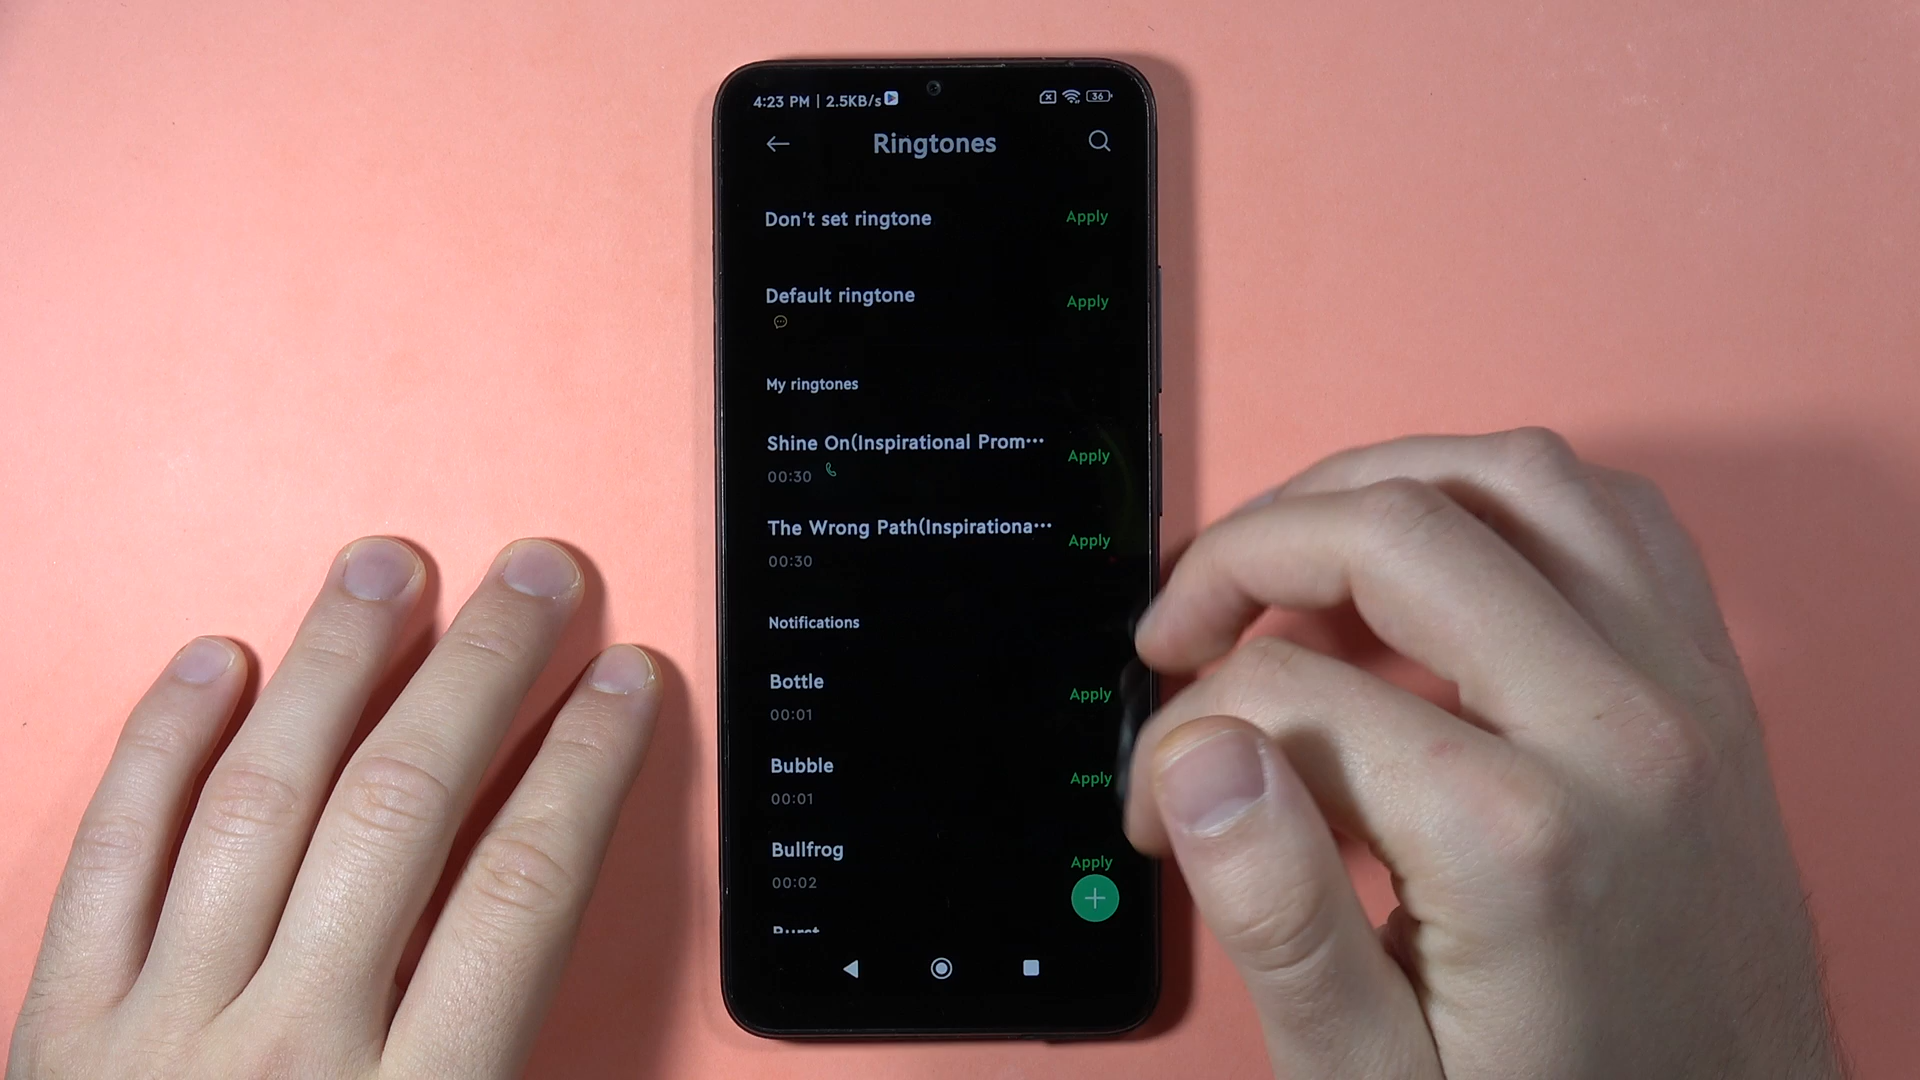 4:23 PM | 2.5KB/s
36
Ringtones
Don't set ringtone
Apply
Default ringtone
Apply
My ringtones
Shine On(Inspirational Prom···
Apply
00:30
The Wrong Path(Inspirationa···
Apply
00:30
Notifications
Bottle
Apply
00:01
Bubble
Apply
00:01
Bullfrog
Apply
00:02
Burst